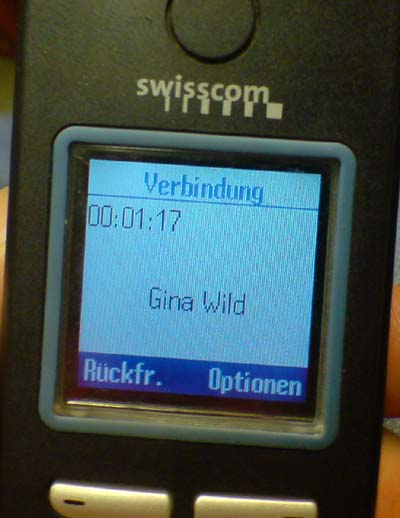 swisscom
Verbindung
00:01:17
Gina Wild
Rückfr. Optionen